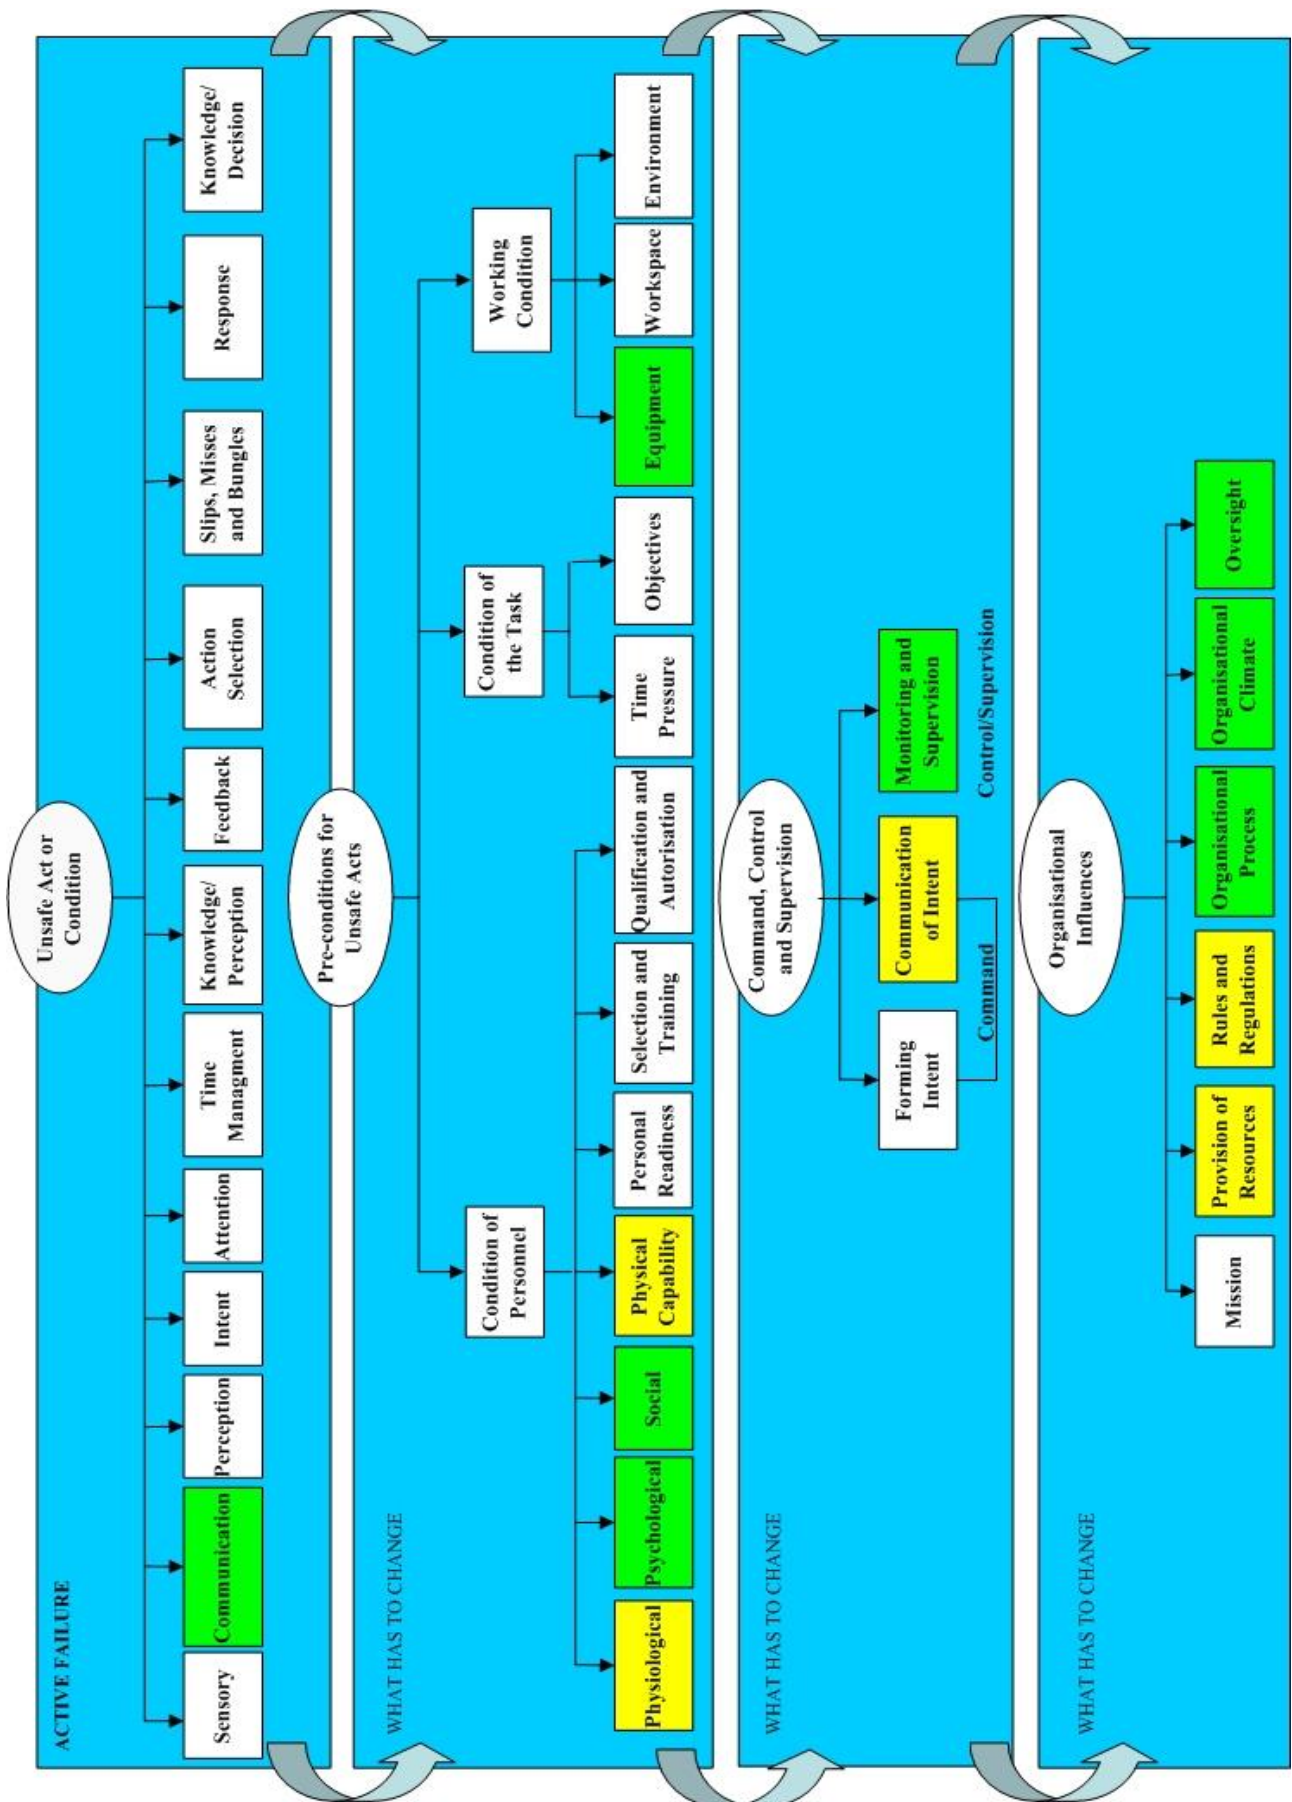 ACTIVE FAILURE
Unsafe Act or
Condition
Sensory
Communication
Perception
Intent
Attention
Time
Managment
Knowledge/
Perception
Feedback
Action
Selection
Slips, Misses
and Bungles
Response
Knowledge/
Decision
WHAT HAS TO CHANGE
Pre-conditions for
Unsafe Acts
Condition of
Personnel
Condition of
the Task
Working
Condition
Physiological
Psychological
Social
Physical
Capability
Personal
Readiness
Selection and
Training
Qualification and
Autorisation
Time
Pressure
Objectives
Equipment
Workspace
Environment
WHAT HAS TO CHANGE
Command, Control
and Supervision
Forming
Intent
Communication
of Intent
Monitoring and
Supervision
Command
Control/Supervision
WHAT HAS TO CHANGE
Organisational
Influences
Mission
Provision of
Resources
Rules and
Regulations
Organisational
Process
Organisational
Climate
Oversight